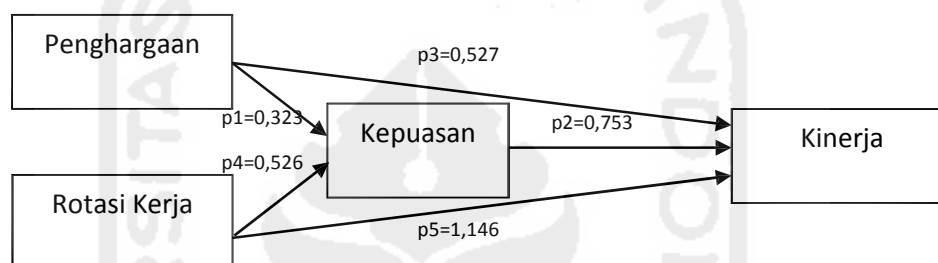 Penghargaan
p3=0,527
p1=0,323
Kepuasan
p2=0,753
Kinerja
p4=0,526
Rotasi Kerja
p5=1,146